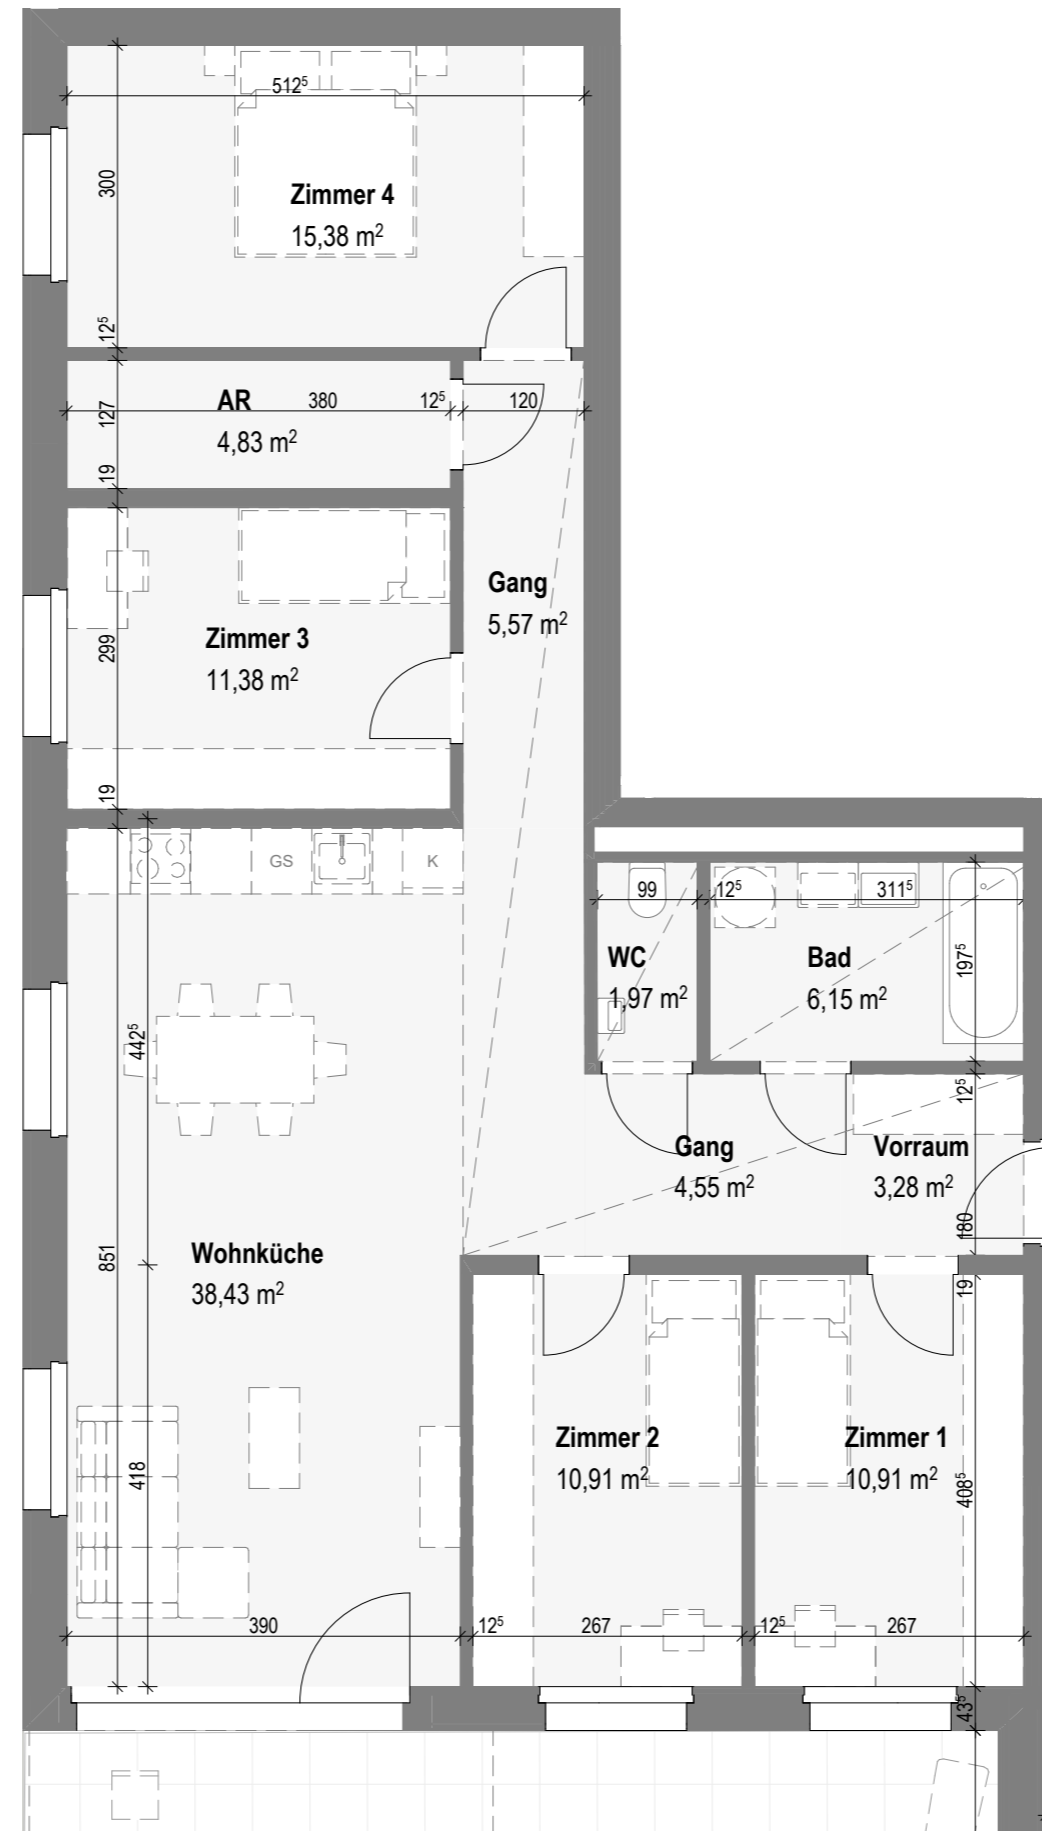 512⁵
300
Zimmer 4
15,38 m²
12⁵
AR
380
12⁵
120
127
4,83 m²
19
Gang
5,57 m²
299
Zimmer 3
11,38 m²
19
GS
K
99
12⁵
311⁵
WC
1,97 m²
Bad
6,15 m²
197⁵
442⁵
12⁵
Gang
4,55 m²
Vorraum
3,28 m²
180
851
Wohnküche
38,43 m²
19
418
Zimmer 2
10,91 m²
Zimmer 1
10,91 m²
408⁵
390
12⁵
267
12⁵
267
43⁵